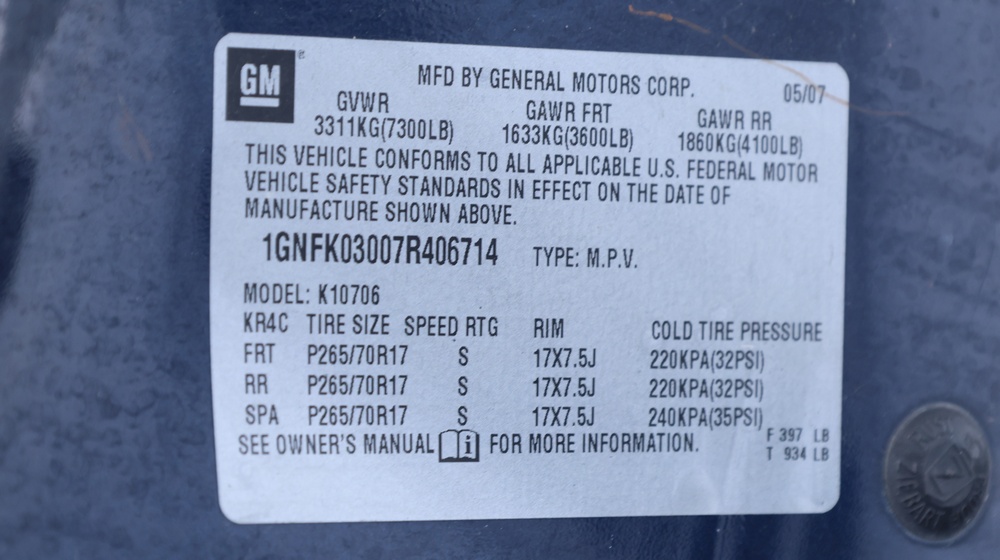 GM
MFD BY GENERAL MOTORS CORP. 05/07
GVWR GAWR FRT GAWR RR
3311KG(7300LB) 1633KG(3600LB) 1860KG(4100LB)
THIS VEHICLE CONFORMS TO ALL APPLICABLE U.S. FEDERAL MOTOR
VEHICLE SAFETY STANDARDS IN EFFECT ON THE DATE OF
MANUFACTURE SHOWN ABOVE.
1GNFK03007R406714 TYPE: M.P.V.
MODEL: K10706
KR4C TIRE SIZE SPEED RTG RIM COLD TIRE PRESSURE
FRT P265/70R17 S 17X7.5J 220KPA(32PSI)
RR P265/70R17 S 17X7.5J 220KPA(32PSI)
SPA P265/70R17 S 17X7.5J 240KPA(35PSI)
SEE OWNER'S MANUAL i FOR MORE INFORMATION.
F 397 LB
T 934 LB